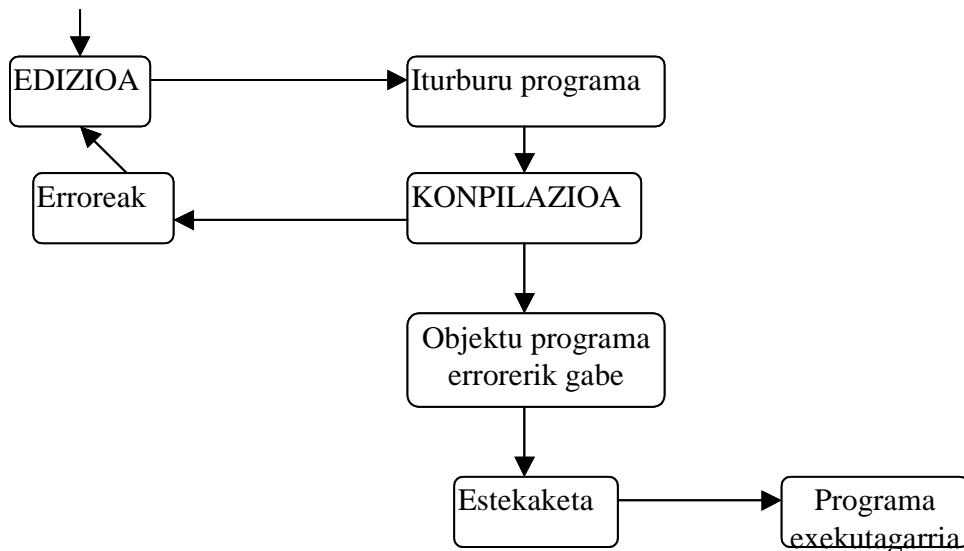 EDIZIOA
Iturburu programa
Erroreak
KONPILAZIOA
Objektu programa
errorerik gabe
Estekaketa
Programa
exekutagarria